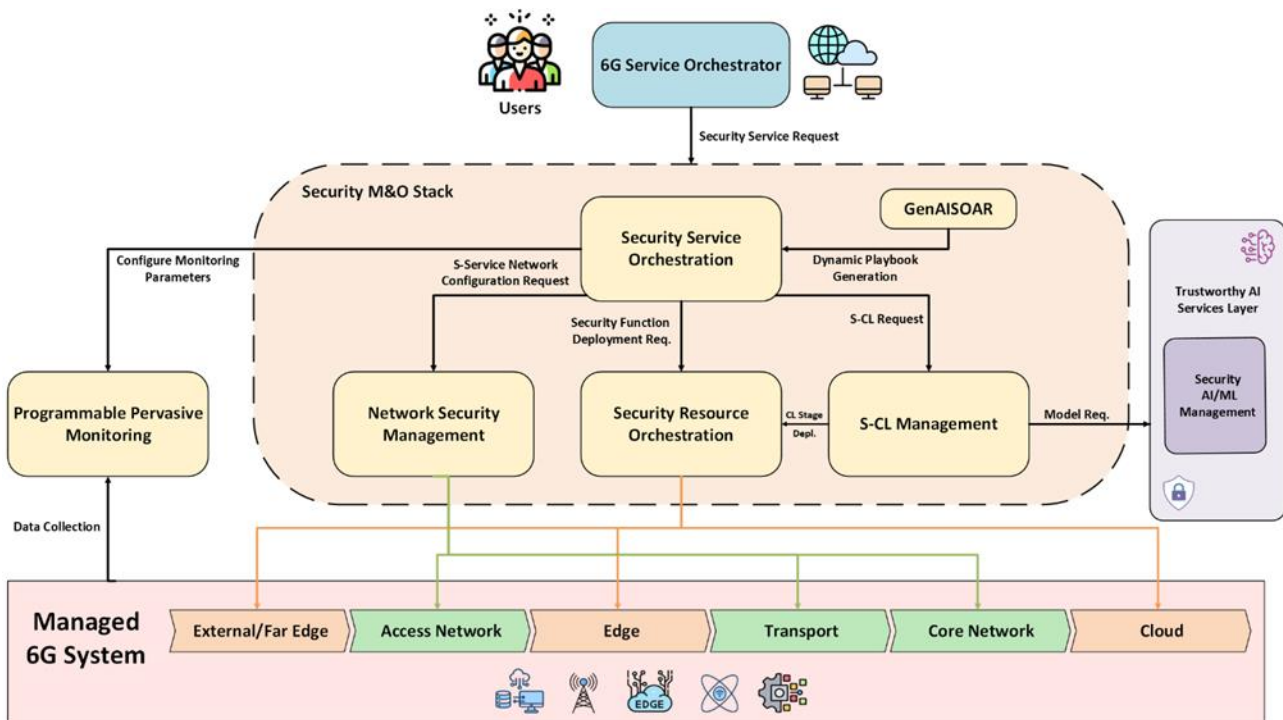 Users
6G Service Orchestrator
Security Service Request
Security M&O Stack
GenAISOAR
Security Service
Orchestration
Configure Monitoring
Parameters
S-Service Network
Configuration Request
Dynamic Playbook
Generation
Security Function
Deployment Req.
S-CL Request
Trustworthy AI
Services Layer
Programmable Pervasive
Monitoring
Network Security
Management
Security Resource
Orchestration
CL Stage
Depl.
S-CL Management
Model Req.
Security
AI/ML
Management
Data Collection
Managed
6G System
External/Far Edge
Access Network
Edge
Transport
Core Network
Cloud
EDGE